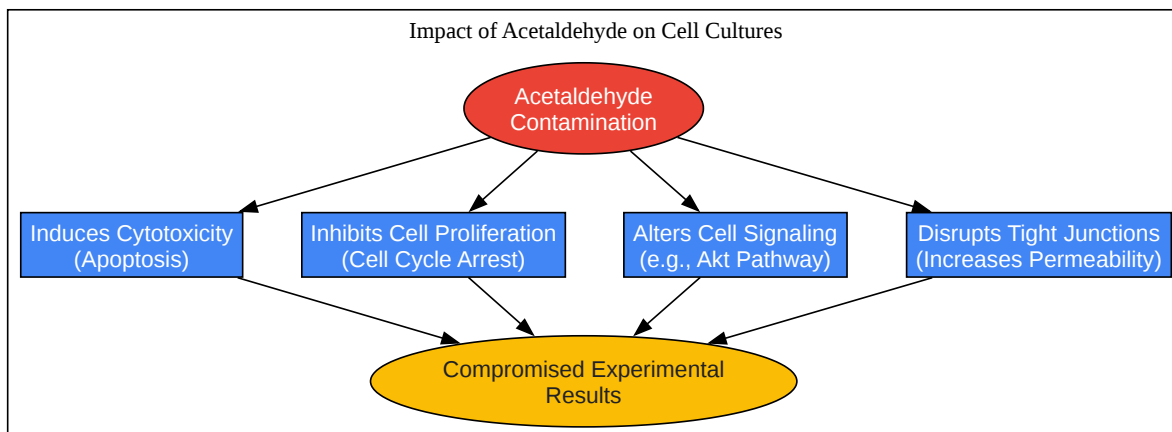 Impact of Acetaldehyde on Cell Cultures
Acetaldehyde
Contamination
Induces Cytotoxicity
(Apoptosis)
Inhibits Cell Proliferation
(Cell Cycle Arrest)
Alters Cell Signaling
(e.g., Akt Pathway)
Disrupts Tight Junctions
(Increases Permeability)
Compromised Experimental
Results